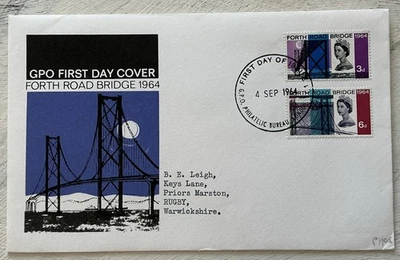 GPO FIRST DAY COVER
FORTH ROAD BRIDGE 1964
FORTH ROAD BRIDGE 1964
3d
FIRST DAY OF
4 SEP 1964
G.P.O. PHILATELIC BUREAU
FORTH ROAD BRIDGE 1964
6d
B. E. Leigh,
Keys Lane,
Priors Marston,
RUGBY,
Warwickshire.